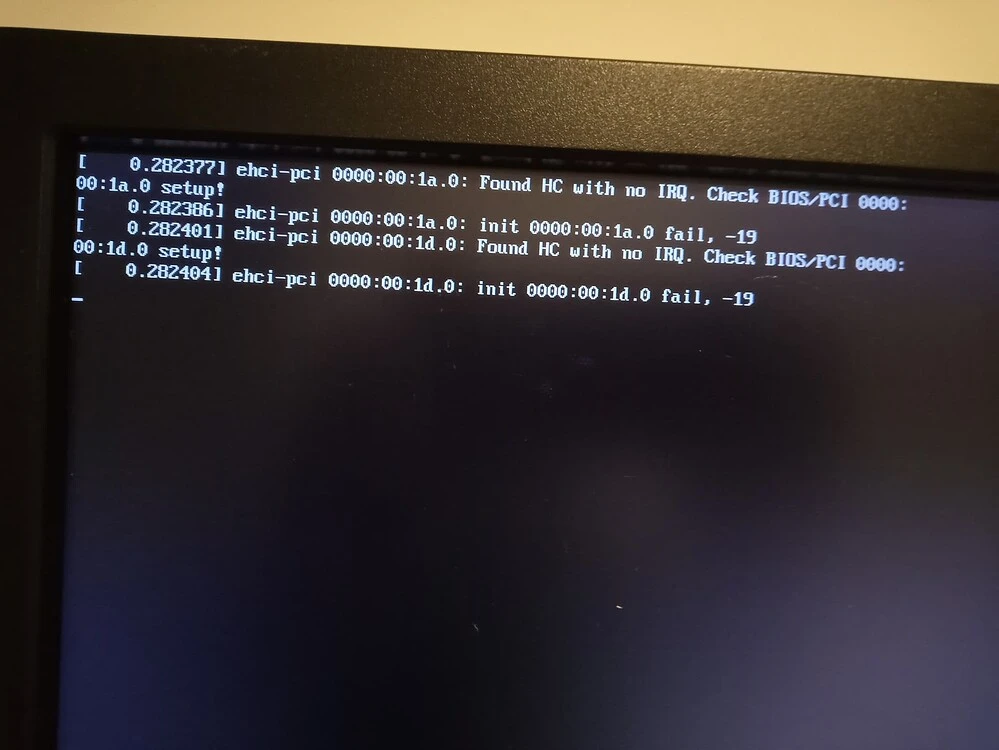 [    0.282377] ehci-pci 0000:00:1a.0: Found HC with no IRQ. Check BIOS/PCI 0000:
00:1a.0 setup!
[    0.282386] ehci-pci 0000:00:1a.0: init 0000:00:1a.0 fail, -19
[    0.282401] ehci-pci 0000:00:1d.0: Found HC with no IRQ. Check BIOS/PCI 0000:
00:1d.0 setup!
[    0.282404] ehci-pci 0000:00:1d.0: init 0000:00:1d.0 fail, -19